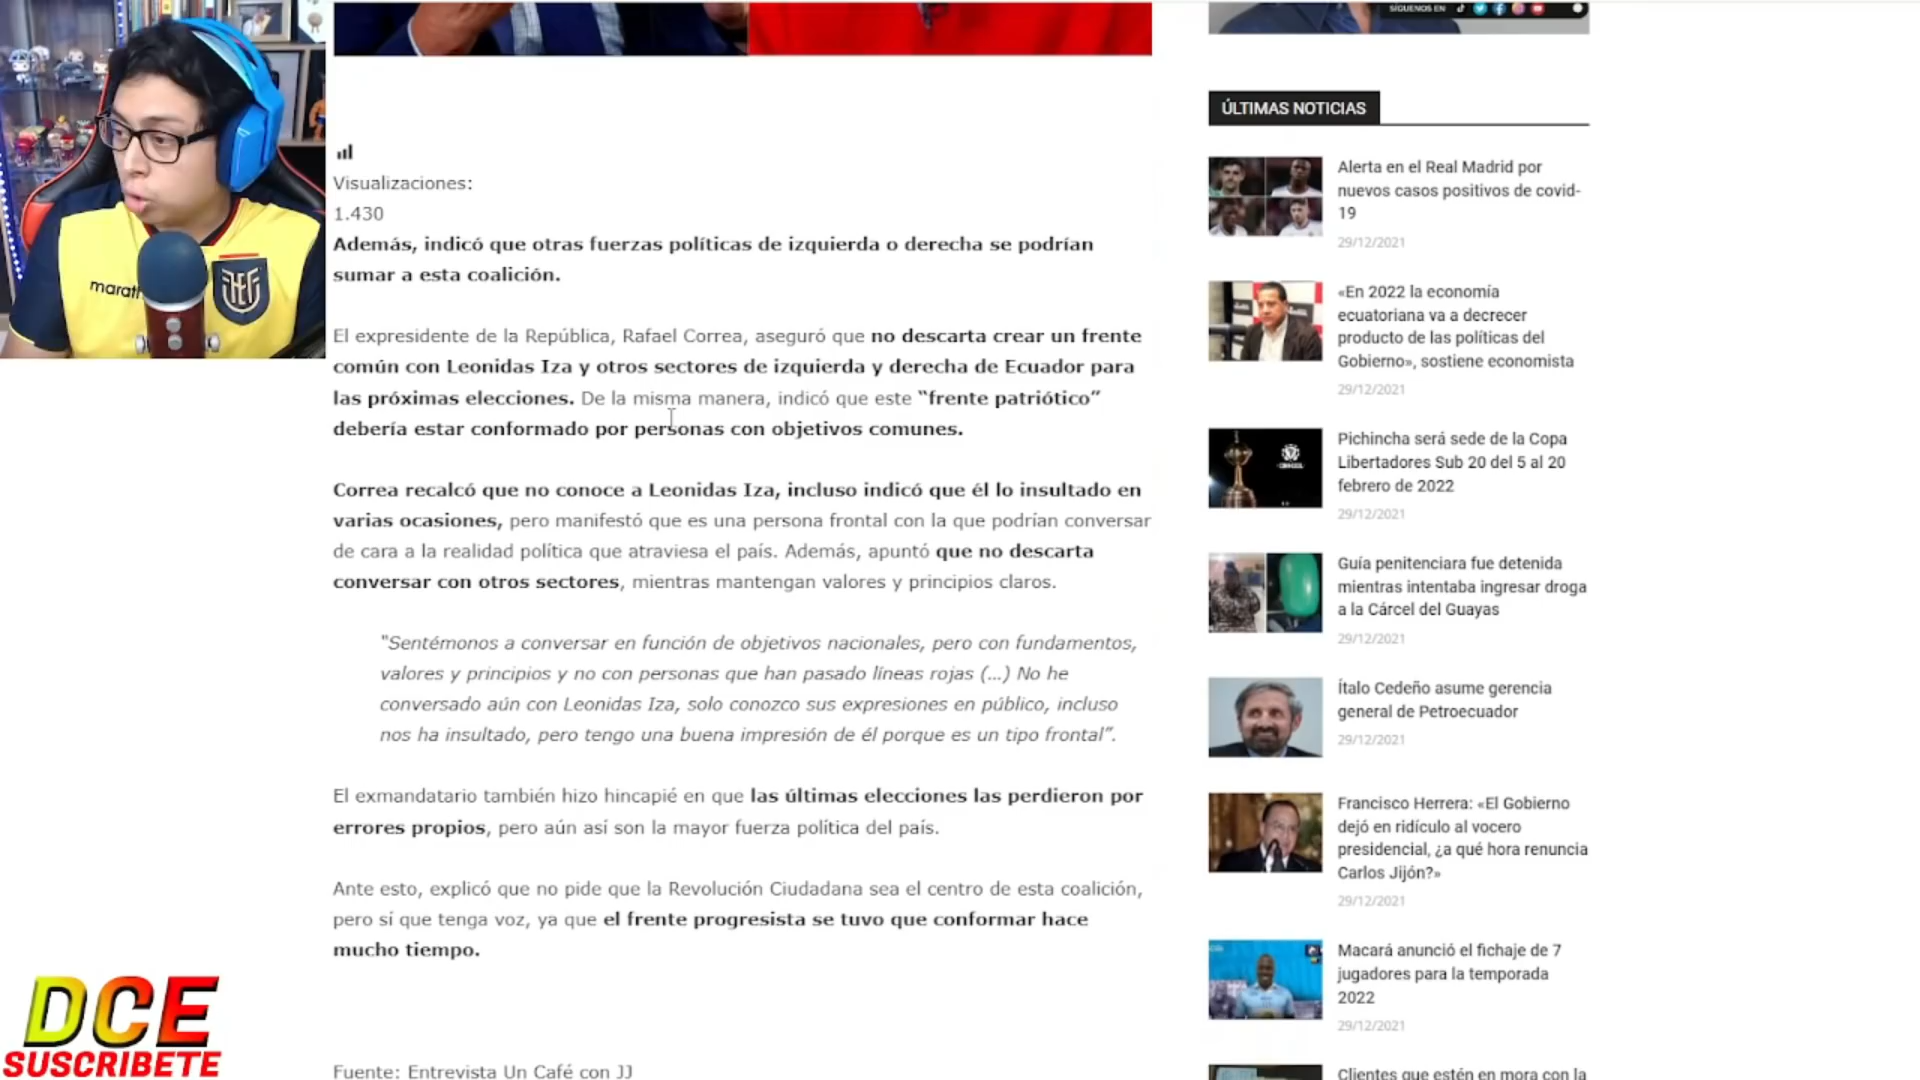 Visualizaciones:
1.430
Además, indicó que otras fuerzas políticas de izquierda o derecha se podrían
sumar a esta coalición.
El expresidente de la República, Rafael Correa, aseguró que no descarta crear un frente
común con Leonidas Iza y otros sectores de izquierda y derecha de Ecuador para
las próximas elecciones. De la misma manera, indicó que este “frente patriótico”
debería estar conformado por personas con objetivos comunes.
Correa recalcó que no conoce a Leonidas Iza, incluso indicó que él lo insultado en
varias ocasiones, pero manifestó que es una persona frontal con la que podrían conversar
de cara a la realidad política que atraviesa el país. Además, apuntó que no descarta
conversar con otros sectores, mientras mantengan valores y principios claros.
“Sentémonos a conversar en función de objetivos nacionales, pero con fundamentos,
valores y principios y no con personas que han pasado líneas rojas (…) No he
conversado aún con Leonidas Iza, solo conozco sus expresiones en público, incluso
nos ha insultado, pero tengo una buena impresión de él porque es un tipo frontal”.
El exmandatario también hizo hincapié en que las últimas elecciones las perdieron por
errores propios, pero aún así son la mayor fuerza política del país.
Ante esto, explicó que no pide que la Revolución Ciudadana sea el centro de esta coalición,
pero sí que tenga voz, ya que el frente progresista se tuvo que conformar hace
mucho tiempo.
Fuente: Entrevista Un Café con JJ
SÍGUENOS EN
ÚLTIMAS NOTICIAS
Alerta en el Real Madrid por
nuevos casos positivos de covid-
19
29/12/2021
«En 2022 la economía
ecuatoriana va a decrecer
producto de las políticas del
Gobierno», sostiene economista
29/12/2021
Pichincha será sede de la Copa
Libertadores Sub 20 del 5 al 20
febrero de 2022
29/12/2021
Guía penitenciara fue detenida
mientras intentaba ingresar droga
a la Cárcel del Guayas
29/12/2021
Ítalo Cedeño asume gerencia
general de Petroecuador
29/12/2021
Francisco Herrera: «El Gobierno
dejó en ridículo al vocero
presidencial, ¿a qué hora renuncia
Carlos Jijón?»
29/12/2021
Macará anunció el fichaje de 7
jugadores para la temporada
2022
29/12/2021
Clientes que estén en mora con la
marat
FEF
DCE
SUSCRIBETE